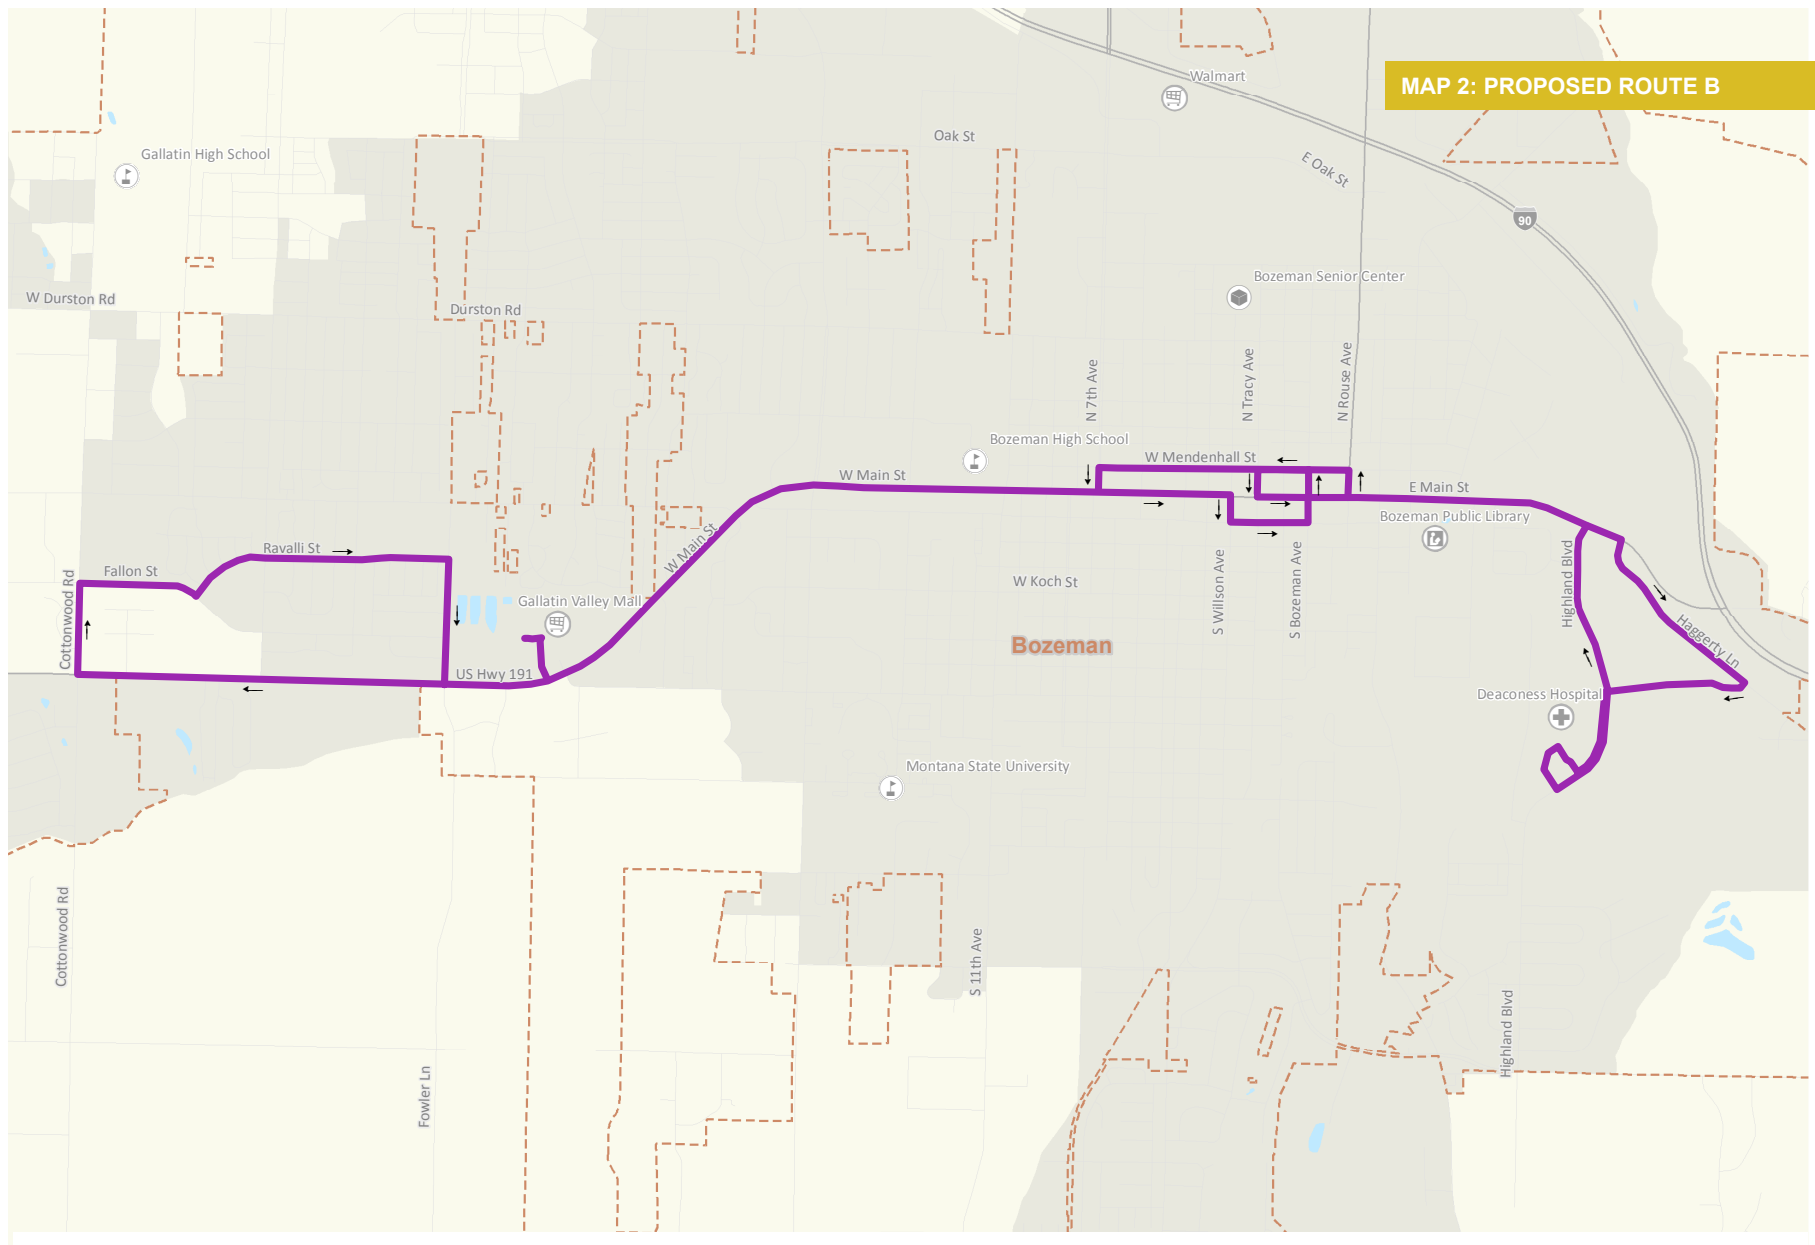 MAP 2: PROPOSED ROUTE B
Walmart
Oak St
E Oak St
Gallatin High School
90
Bozeman Senior Center
W Durston Rd
Durston Rd
N 7th Ave
N Tracy Ave
N Rouse Ave
Bozeman High School
W Mendenhall St
W Main St
E Main St
Bozeman Public Library
Ravalli St
W Main St
Fallon St
Cottonwood Rd
Gallatin Valley Mall
W Koch St
S Willson Ave
S Bozeman Ave
Highland Blvd
Haggerty Ln
Bozeman
US Hwy 191
Deaconess Hospital
Montana State University
Cottonwood Rd
S 11th Ave
Highland Blvd
Fowler Ln